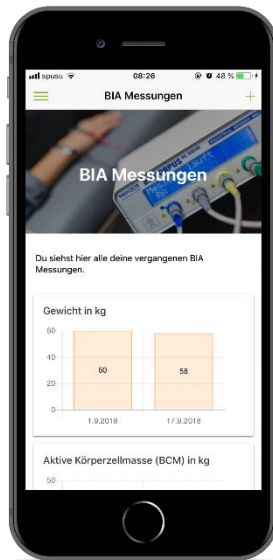 spusu 08:26 48 %
BIA Messungen
BIA Messungen
Du siehst hier alle deine vergangenen BIA
Messungen.
Gewicht in kg
60
40
20
0
60
58
1.9.2018
17.9.2018
Aktive Körperzellmasse (BCM) in kg
50